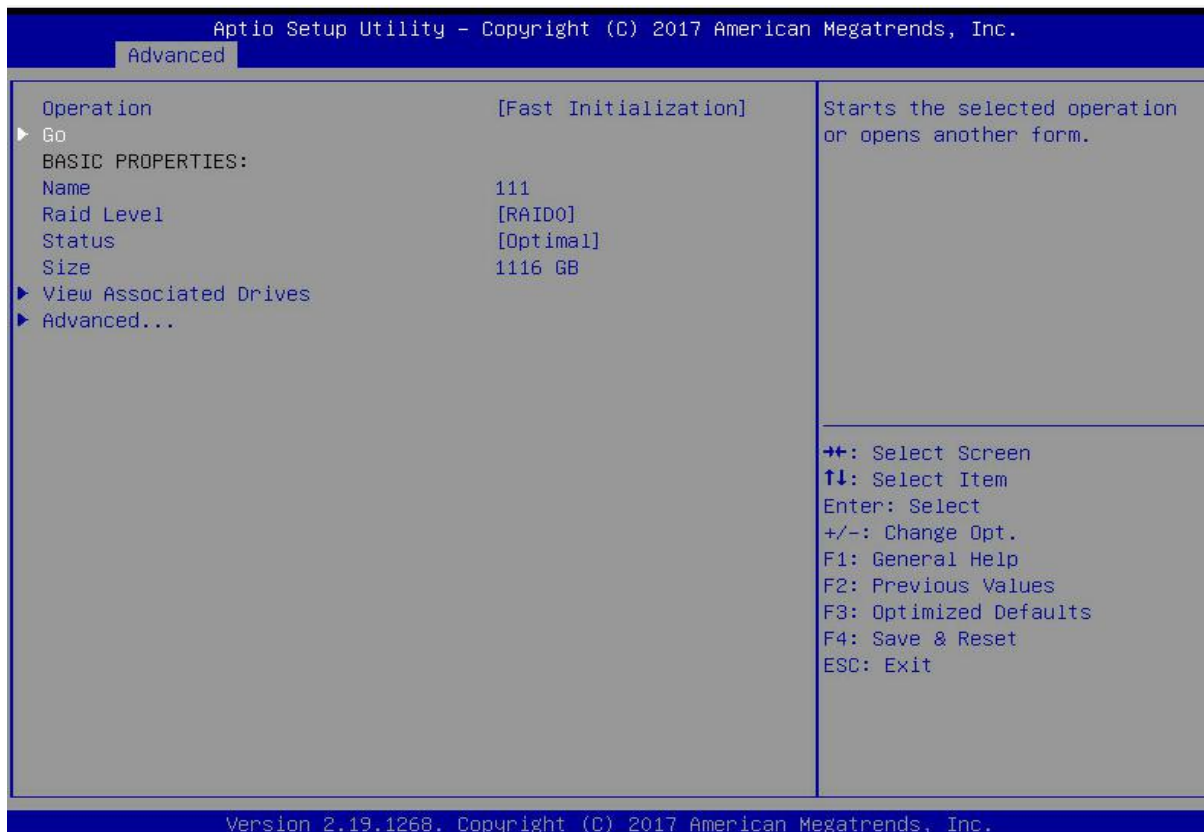 Aptio Setup Utility – Copyright (C) 2017 American Megatrends, Inc.
Advanced
Operation [Fast Initialization]
▶ Go
BASIC PROPERTIES:
Name 111
Raid Level [RAID0]
Status [Optimal]
Size 1116 GB
▶ View Associated Drives
▶ Advanced...
Starts the selected operation
or opens another form.
→←: Select Screen
↑↓: Select Item
Enter: Select
+/-: Change Opt.
F1: General Help
F2: Previous Values
F3: Optimized Defaults
F4: Save & Reset
ESC: Exit
Version 2.19.1268. Copyright (C) 2017 American Megatrends, Inc.